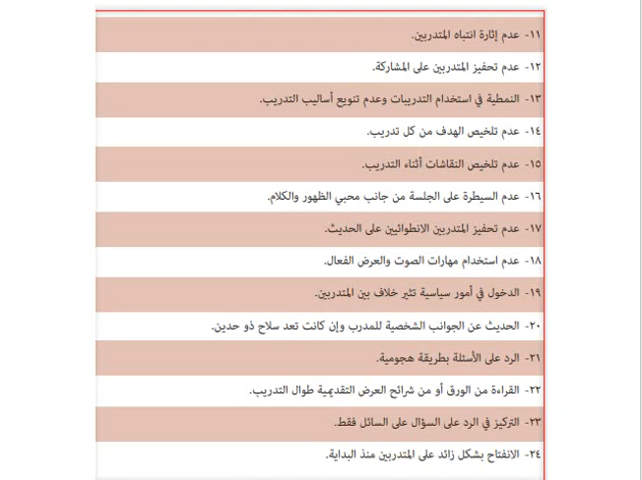 ١١- عدم إثارة انتباه المتدربين.
١٢- عدم تحفيز المتدربين على المشاركة.
١٣- النمطية في استخدام التدريبات وعدم تنويع أساليب التدريب.
١٤- عدم تلخيص الهدف من كل تدريب.
١٥- عدم تلخيص النقاشات أثناء التدريب.
١٦- عدم السيطرة على الجلسة من جانب محبي الظهور والكلام.
١٧- عدم تحفيز المتدربين الانطوائيين على الحديث.
١٨- عدم استخدام مهارات الصوت والعرض الفعال.
١٩- الدخول في أمور سياسية تثير خلاف بين المتدربين.
٢٠- الحديث عن الجوانب الشخصية للمدرب وإن كانت تعد سلاح ذو حدين.
٢١- الرد على الأسئلة بطريقة هجومية.
٢٢- القراءة من الورق أو من شرائح العرض التقديمية طوال التدريب.
٢٣- التركيز في الرد على السؤال على السائل فقط.
٢٤- الانفتاح بشكل زائد على المتدربين منذ البداية.